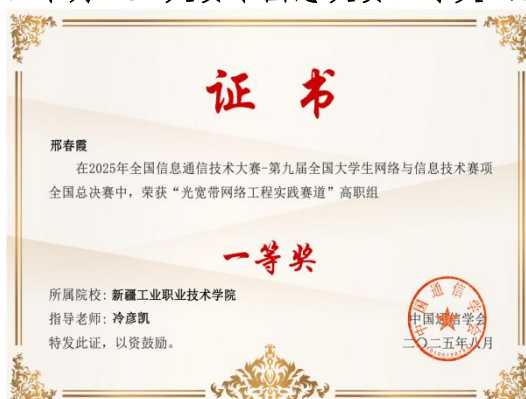 证 书
邢春霞
在2025年全国信息通信技术大赛-第九届全国大学生网络与信息技术赛项
全国总决赛中，荣获“光宽带网络工程实践赛道”高职组
一等奖
所属院校：新疆工业职业技术学院
指导老师：冷彦凯
特发此证，以资鼓励。
中国通信学会
二〇二五年八月